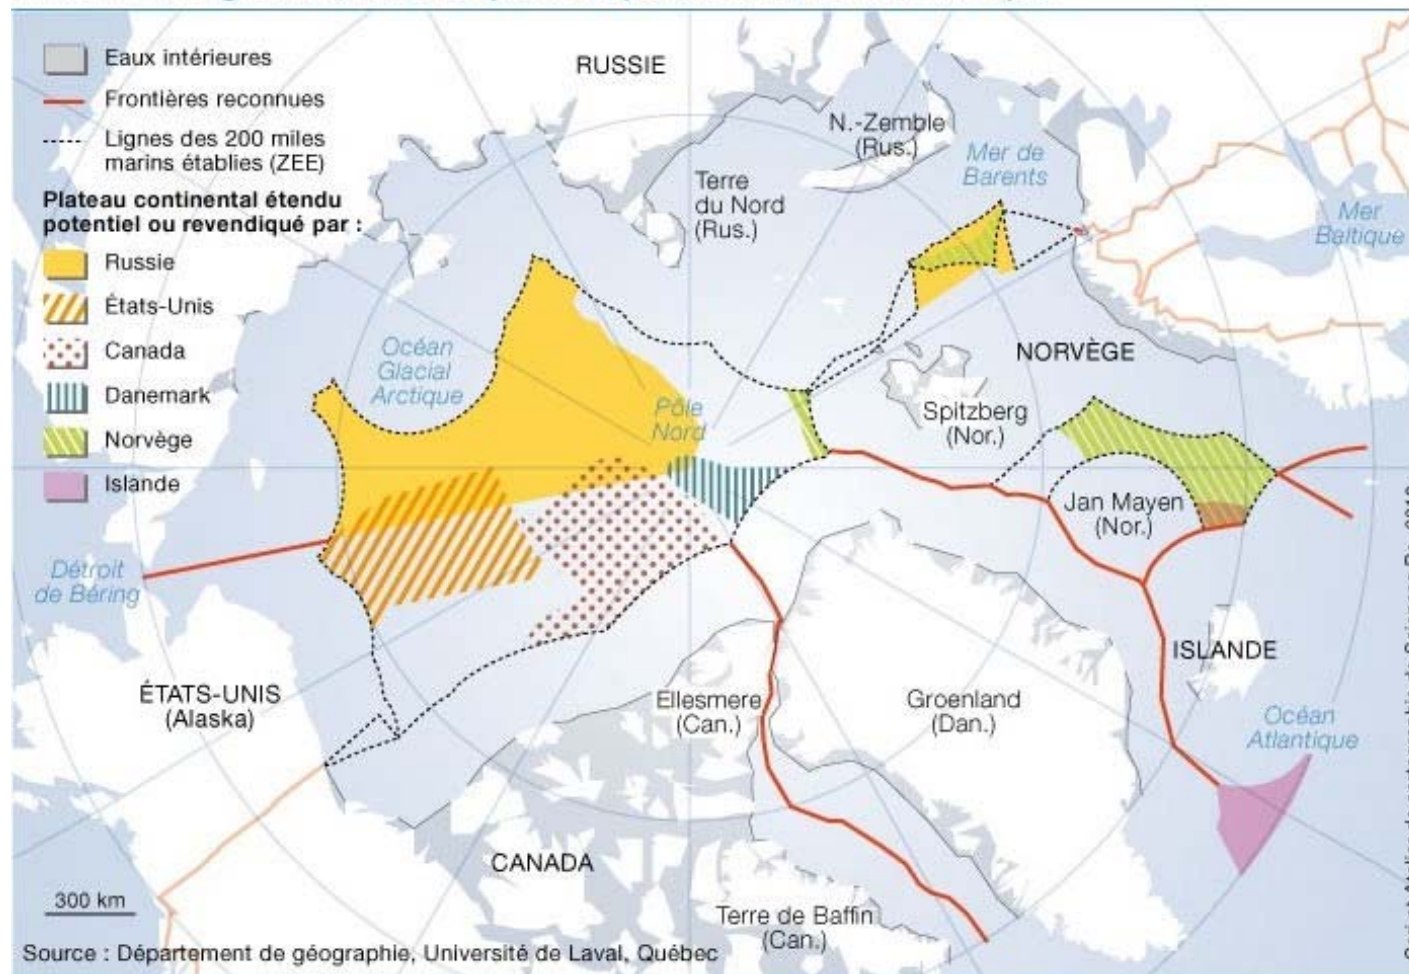 Eaux intérieures
Frontières reconnues
Lignes des 200 miles
marins établies (ZEE)
Plateau continental étendu
potentiel ou revendiqué par :
Russie
États-Unis
Canada
Danemark
Norvège
Islande
RUSSIE
N.-Zemble
(Rus.)
Mer de
Barents
Terre
du Nord
(Rus.)
Mer
Baltique
Océan
Glacial
Arctique
NORVÈGE
Pôle
Nord
Spitzberg
(Nor.)
Jan Mayen
(Nor.)
Détroit
de Béring
ISLANDE
ÉTATS-UNIS
(Alaska)
Ellesmere
(Can.)
Groenland
(Dan.)
Océan
Atlantique
CANADA
300 km
Terre de Baffin
(Can.)
Source : Département de géographie, Université de Laval, Québec